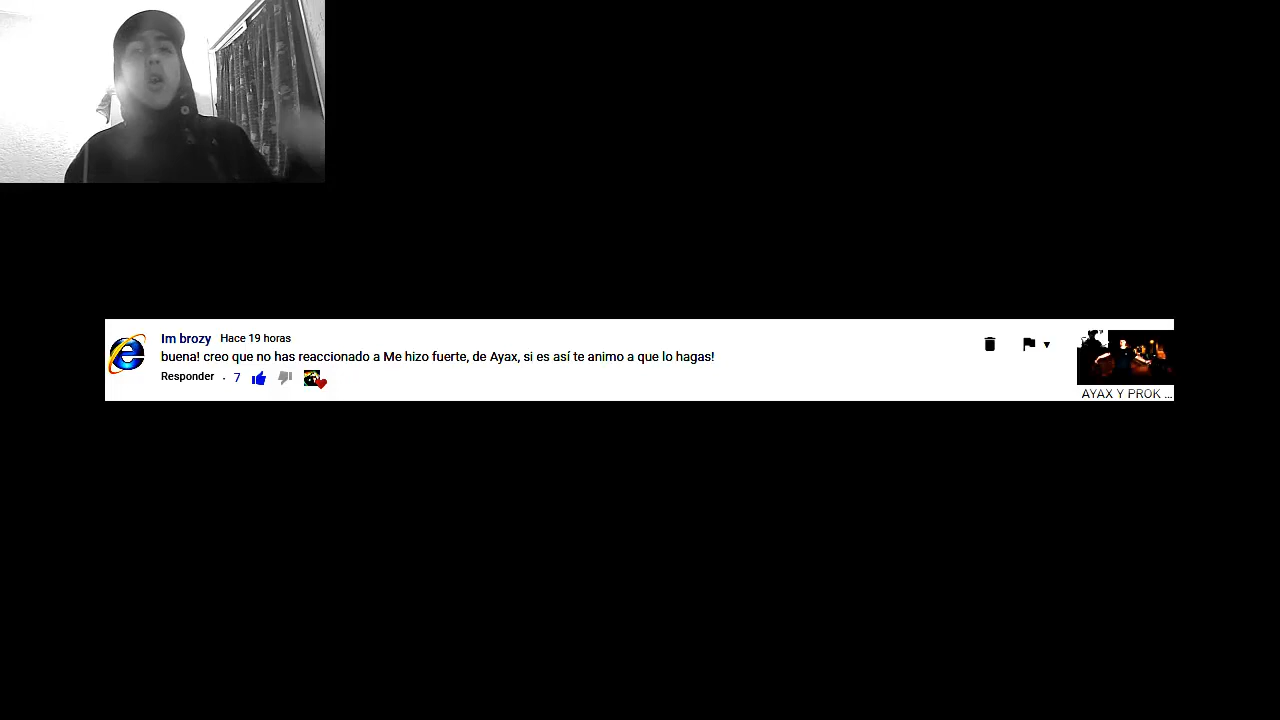 Im brozy Hace 19 horas
buena! creo que no has reaccionado a Me hizo fuerte, de Ayax, si es así te animo a que lo hagas!
Responder . 7
AYAX Y PROK ...